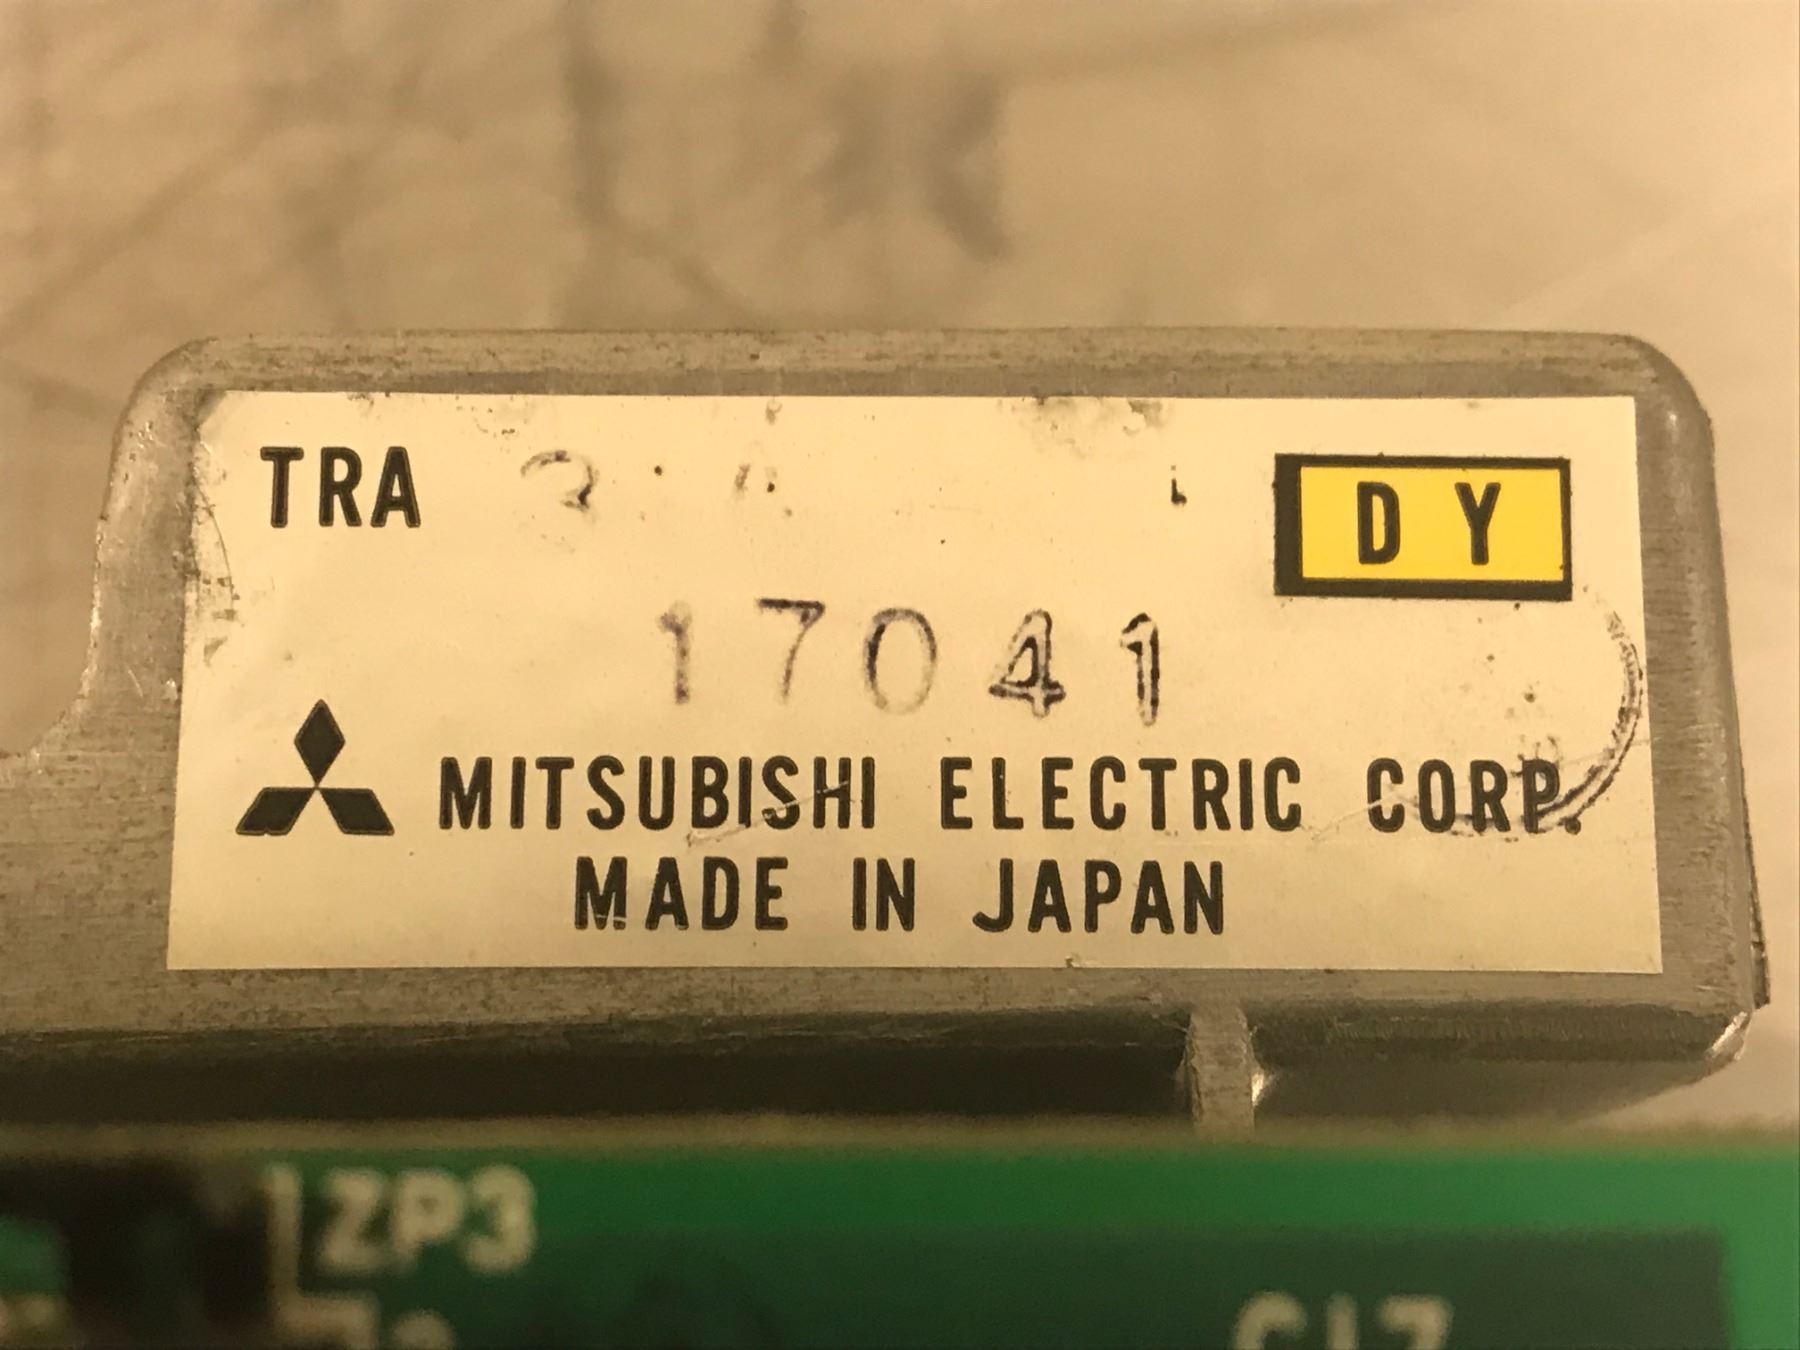 TRA
DY
17041
MITSUBISHI ELECTRIC CORP.
MADE IN JAPAN
ZP3